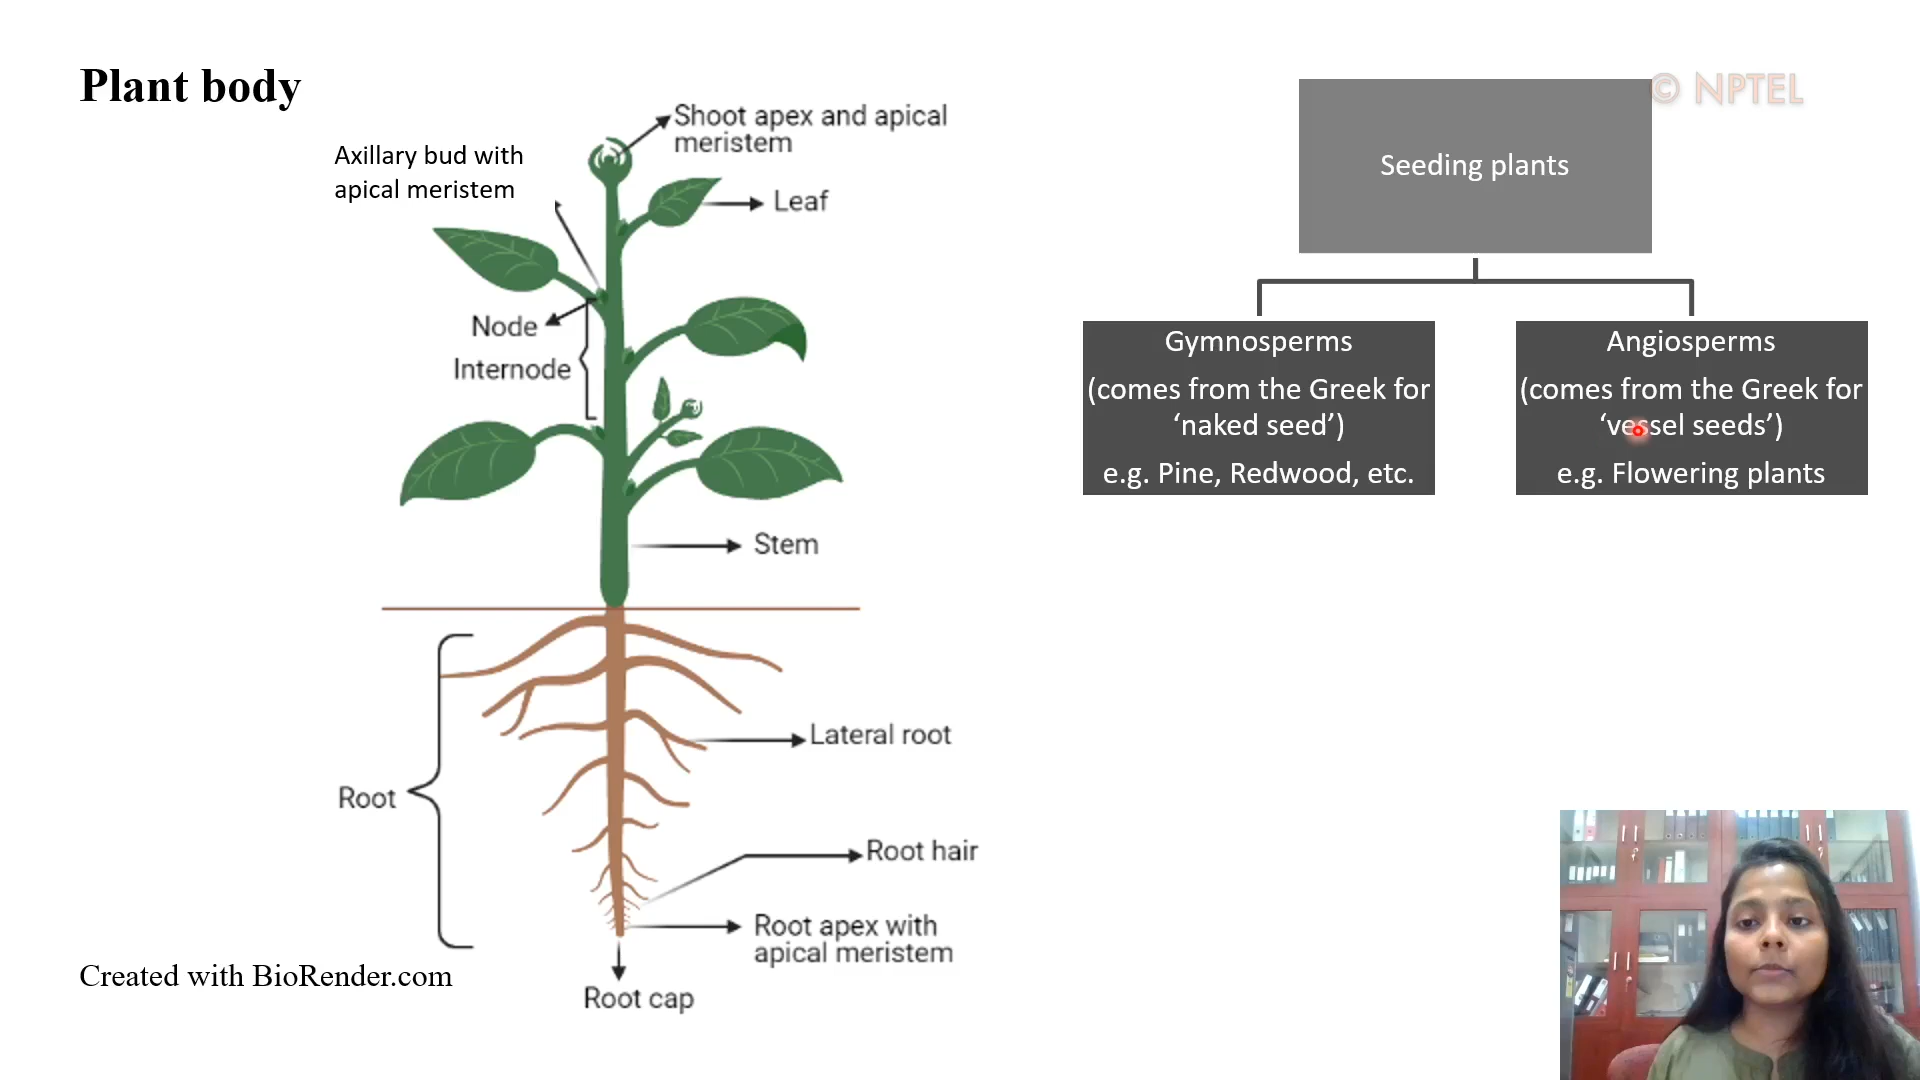 Plant body
© NPTEL
Shoot apex and apical
meristem
Axillary bud with
apical meristem
Leaf
Node
Internode
Stem
Root
Lateral root
Root hair
Root apex with
apical meristem
Root cap
Created with BioRender.com
Seeding plants
Gymnosperms
(comes from the Greek for
‘naked seed’)
e.g. Pine, Redwood, etc.
Angiosperms
(comes from the Greek for
‘vessel seeds’)
e.g. Flowering plants